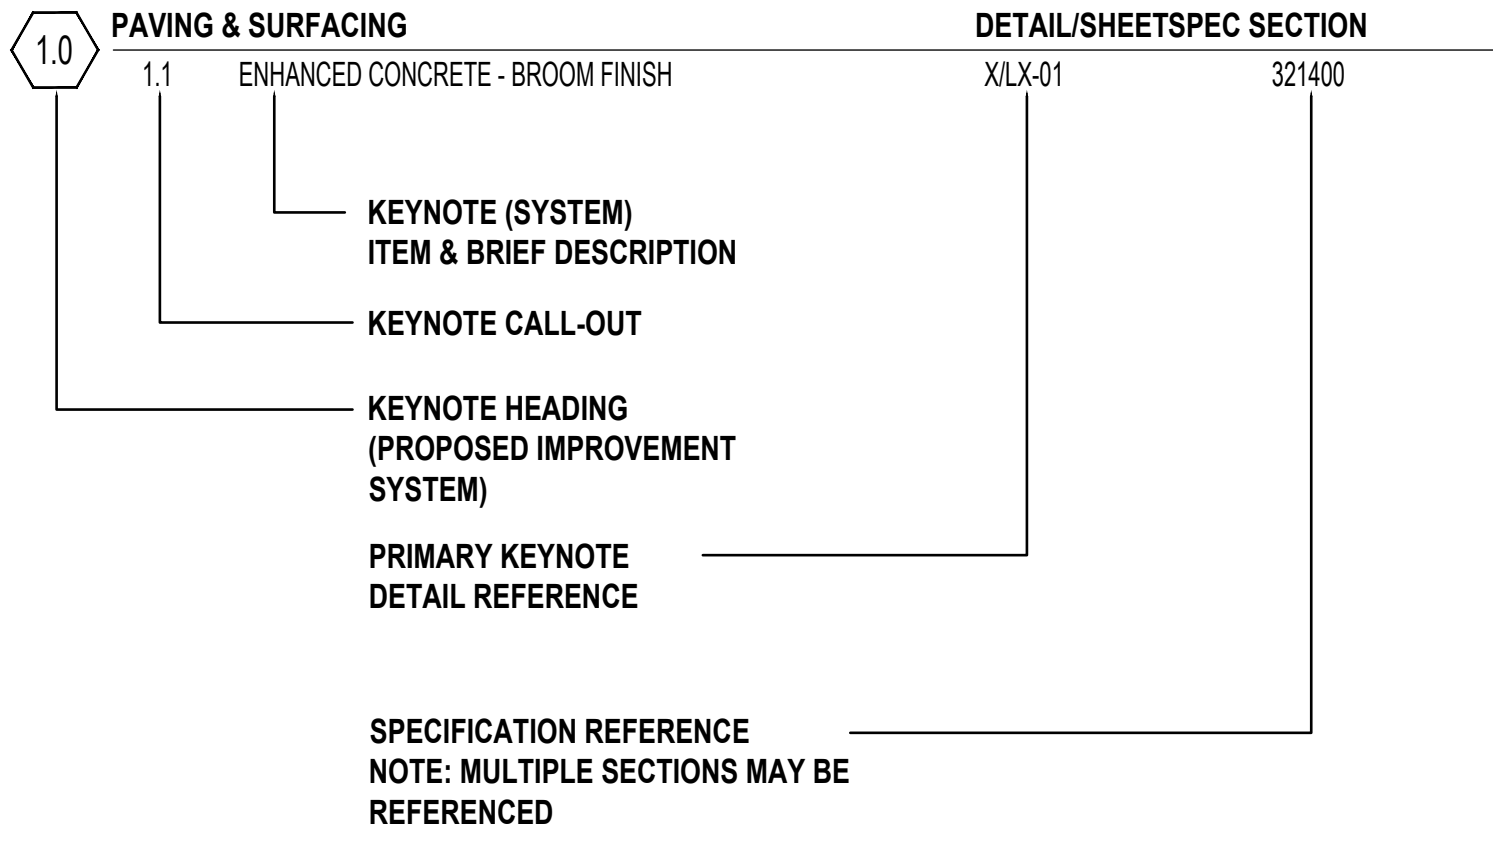 1.0 PAVING & SURFACING DETAIL/SHEETSPEC SECTION
1.1 ENHANCED CONCRETE - BROOM FINISH X/LX-01 321400
KEYNOTE (SYSTEM)
ITEM & BRIEF DESCRIPTION
KEYNOTE CALL-OUT
KEYNOTE HEADING
(PROPOSED IMPROVEMENT
SYSTEM)
PRIMARY KEYNOTE
DETAIL REFERENCE
SPECIFICATION REFERENCE
NOTE: MULTIPLE SECTIONS MAY BE
REFERENCED